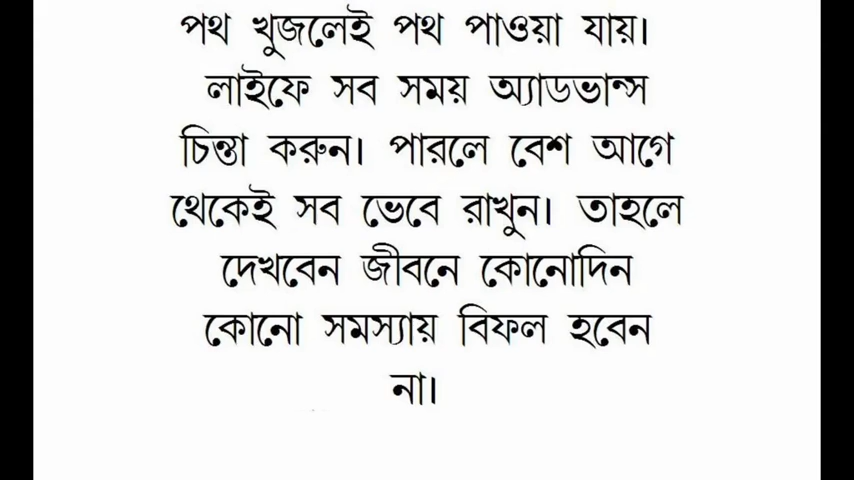 পথ খুজলেই পথ পাওয়া যায়।
লাইফে সব সময় অ্যাডভান্স
চিন্তা করুন। পারলে বেশ আগে
থেকেই সব ভেবে রাখুন। তাহলে
দেখবেন জীবনে কোনোদিন
কোনো সমস্যায় বিফল হবেন
না।